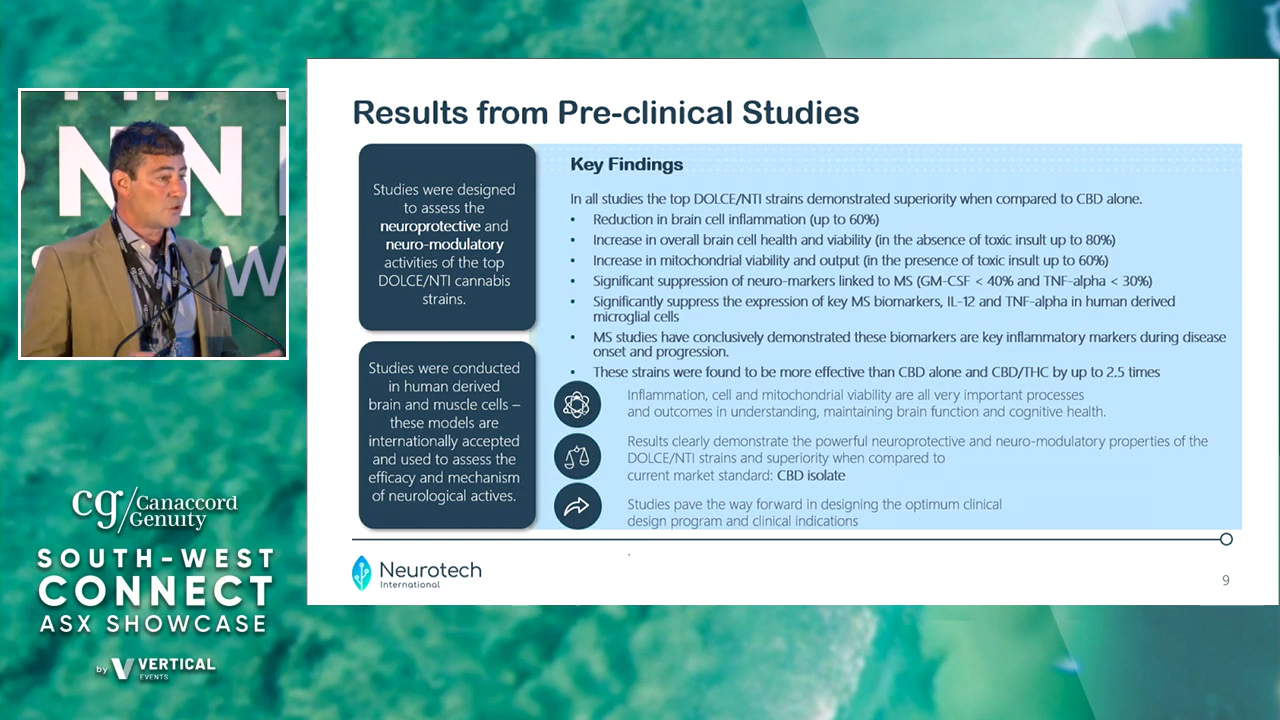 NN
W
cg/Canaccord
Genuity
SOUTH-WEST
CONNECT
ASX SHOWCASE
by VERTICAL
EVENTS
Results from Pre-clinical Studies
Studies were designed
to assess the
neuroprotective and
neuro-modulatory
activities of the top
DOLCE/NTI cannabis
strains.
Studies were conducted
in human derived
brain and muscle cells –
these models are
internationally accepted
and used to assess the
efficacy and mechanism
of neurological actives.
Key Findings
In all studies the top DOLCE/NTI strains demonstrated superiority when compared to CBD alone.
• Reduction in brain cell inflammation (up to 60%)
• Increase in overall brain cell health and viability (in the absence of toxic insult up to 80%)
• Increase in mitochondrial viability and output (in the presence of toxic insult up to 60%)
• Significant suppression of neuro-markers linked to MS (GM-CSF < 40% and TNF-alpha < 30%)
• Significantly suppress the expression of key MS biomarkers, IL-12 and TNF-alpha in human derived
microglial cells
• MS studies have conclusively demonstrated these biomarkers are key inflammatory markers during disease
onset and progression.
• These strains were found to be more effective than CBD alone and CBD/THC by up to 2.5 times
Inflammation, cell and mitochondrial viability are all very important processes
and outcomes in understanding, maintaining brain function and cognitive health.
Results clearly demonstrate the powerful neuroprotective and neuro-modulatory properties of the
DOLCE/NTI strains and superiority when compared to
current market standard: CBD isolate
Studies pave the way forward in designing the optimum clinical
design program and clinical indications
.
Neurotech
International
9